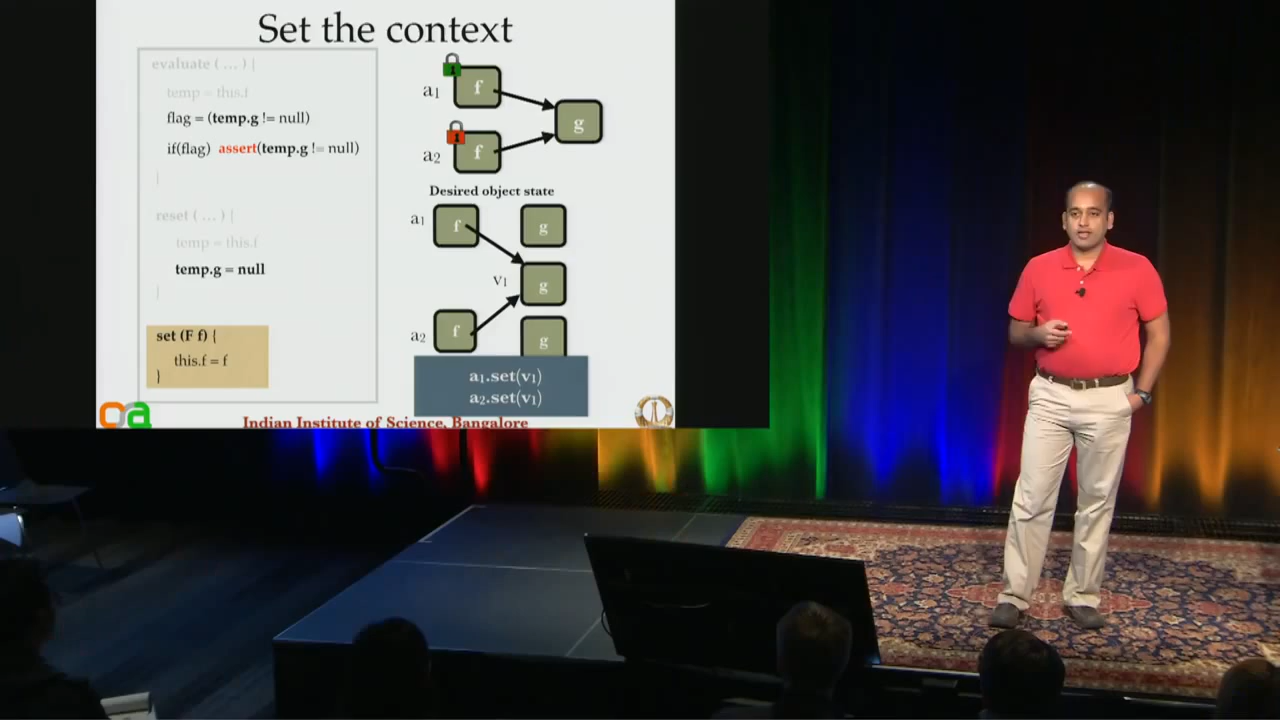 Set the context
evaluate ( ... ) {
temp = this.f
flag = (temp.g != null)
if(flag) assert(temp.g != null)
}
reset ( ... ) {
temp = this.f
temp.g = null
}
set (F f) {
this.f = f
}
a1
f
g
a2
f
Desired object state
a1
f
g
v1
g
a2
f
g
a1.set(v1)
a2.set(v1)
Indian Institute of Science, Bangalore